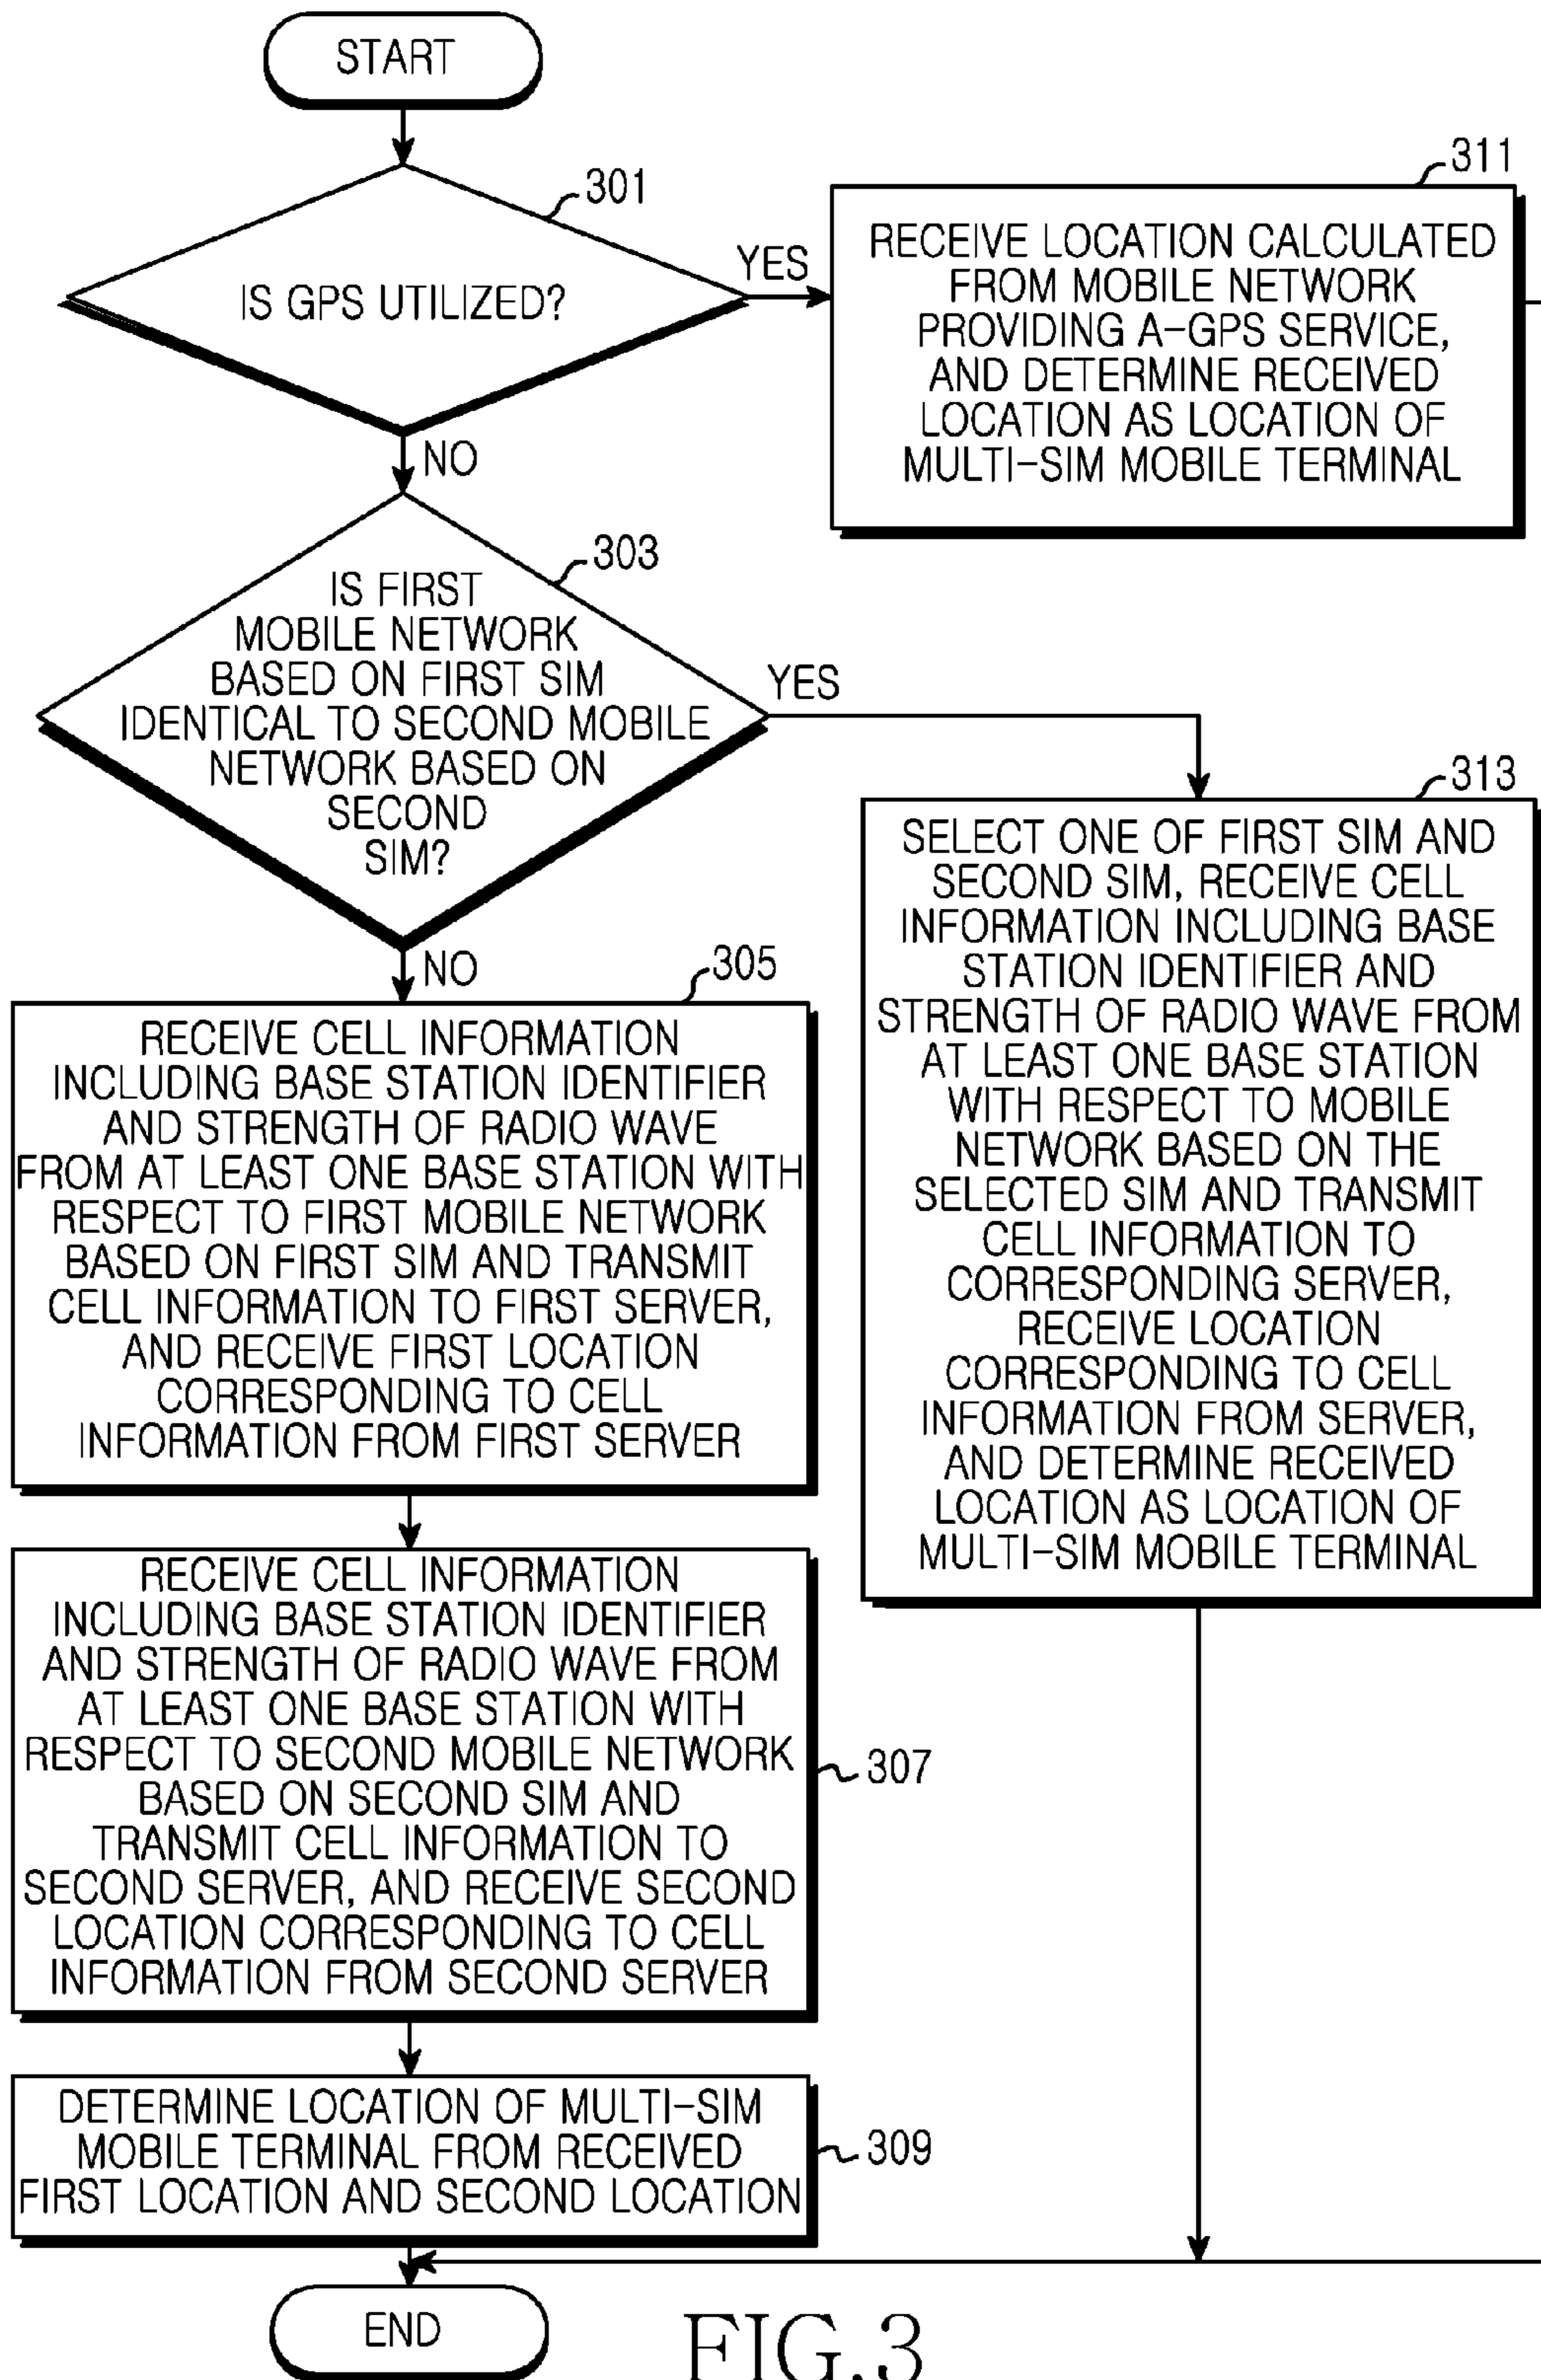 START
301
IS GPS UTILIZED?
YES
311
RECEIVE LOCATION CALCULATED
FROM MOBILE NETWORK
PROVIDING A-GPS SERVICE,
AND DETERMINE RECEIVED
LOCATION AS LOCATION OF
MULTI-SIM MOBILE TERMINAL
NO
303
IS FIRST
MOBILE NETWORK
BASED ON FIRST SIM
IDENTICAL TO SECOND MOBILE
NETWORK BASED ON
SECOND
SIM?
YES
313
SELECT ONE OF FIRST SIM AND
SECOND SIM, RECEIVE CELL
INFORMATION INCLUDING BASE
STATION IDENTIFIER AND
STRENGTH OF RADIO WAVE FROM
AT LEAST ONE BASE STATION
WITH RESPECT TO MOBILE
NETWORK BASED ON THE
SELECTED SIM AND TRANSMIT
CELL INFORMATION TO
CORRESPONDING SERVER,
RECEIVE LOCATION
CORRESPONDING TO CELL
INFORMATION FROM SERVER,
AND DETERMINE RECEIVED
LOCATION AS LOCATION OF
MULTI-SIM MOBILE TERMINAL
NO
305
RECEIVE CELL INFORMATION
INCLUDING BASE STATION IDENTIFIER
AND STRENGTH OF RADIO WAVE
FROM AT LEAST ONE BASE STATION WITH
RESPECT TO FIRST MOBILE NETWORK
BASED ON FIRST SIM AND TRANSMIT
CELL INFORMATION TO FIRST SERVER,
AND RECEIVE FIRST LOCATION
CORRESPONDING TO CELL
INFORMATION FROM FIRST SERVER
RECEIVE CELL INFORMATION
INCLUDING BASE STATION IDENTIFIER
AND STRENGTH OF RADIO WAVE FROM
AT LEAST ONE BASE STATION WITH
RESPECT TO SECOND MOBILE NETWORK
BASED ON SECOND SIM AND
TRANSMIT CELL INFORMATION TO
SECOND SERVER, AND RECEIVE SECOND
LOCATION CORRESPONDING TO CELL
INFORMATION FROM SECOND SERVER
307
DETERMINE LOCATION OF MULTI-SIM
MOBILE TERMINAL FROM RECEIVED
FIRST LOCATION AND SECOND LOCATION
309
END
FIG.3